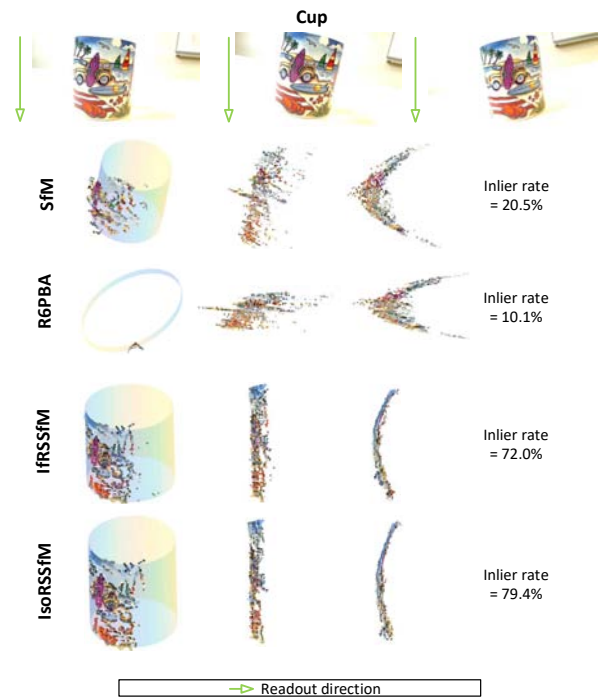 Cup
SfM
Inlier rate
= 20.5%
R6PBA
Inlier rate
= 10.1%
IfRSSfM
Inlier rate
= 72.0%
IsoRSSfM
Inlier rate
= 79.4%
Readout direction